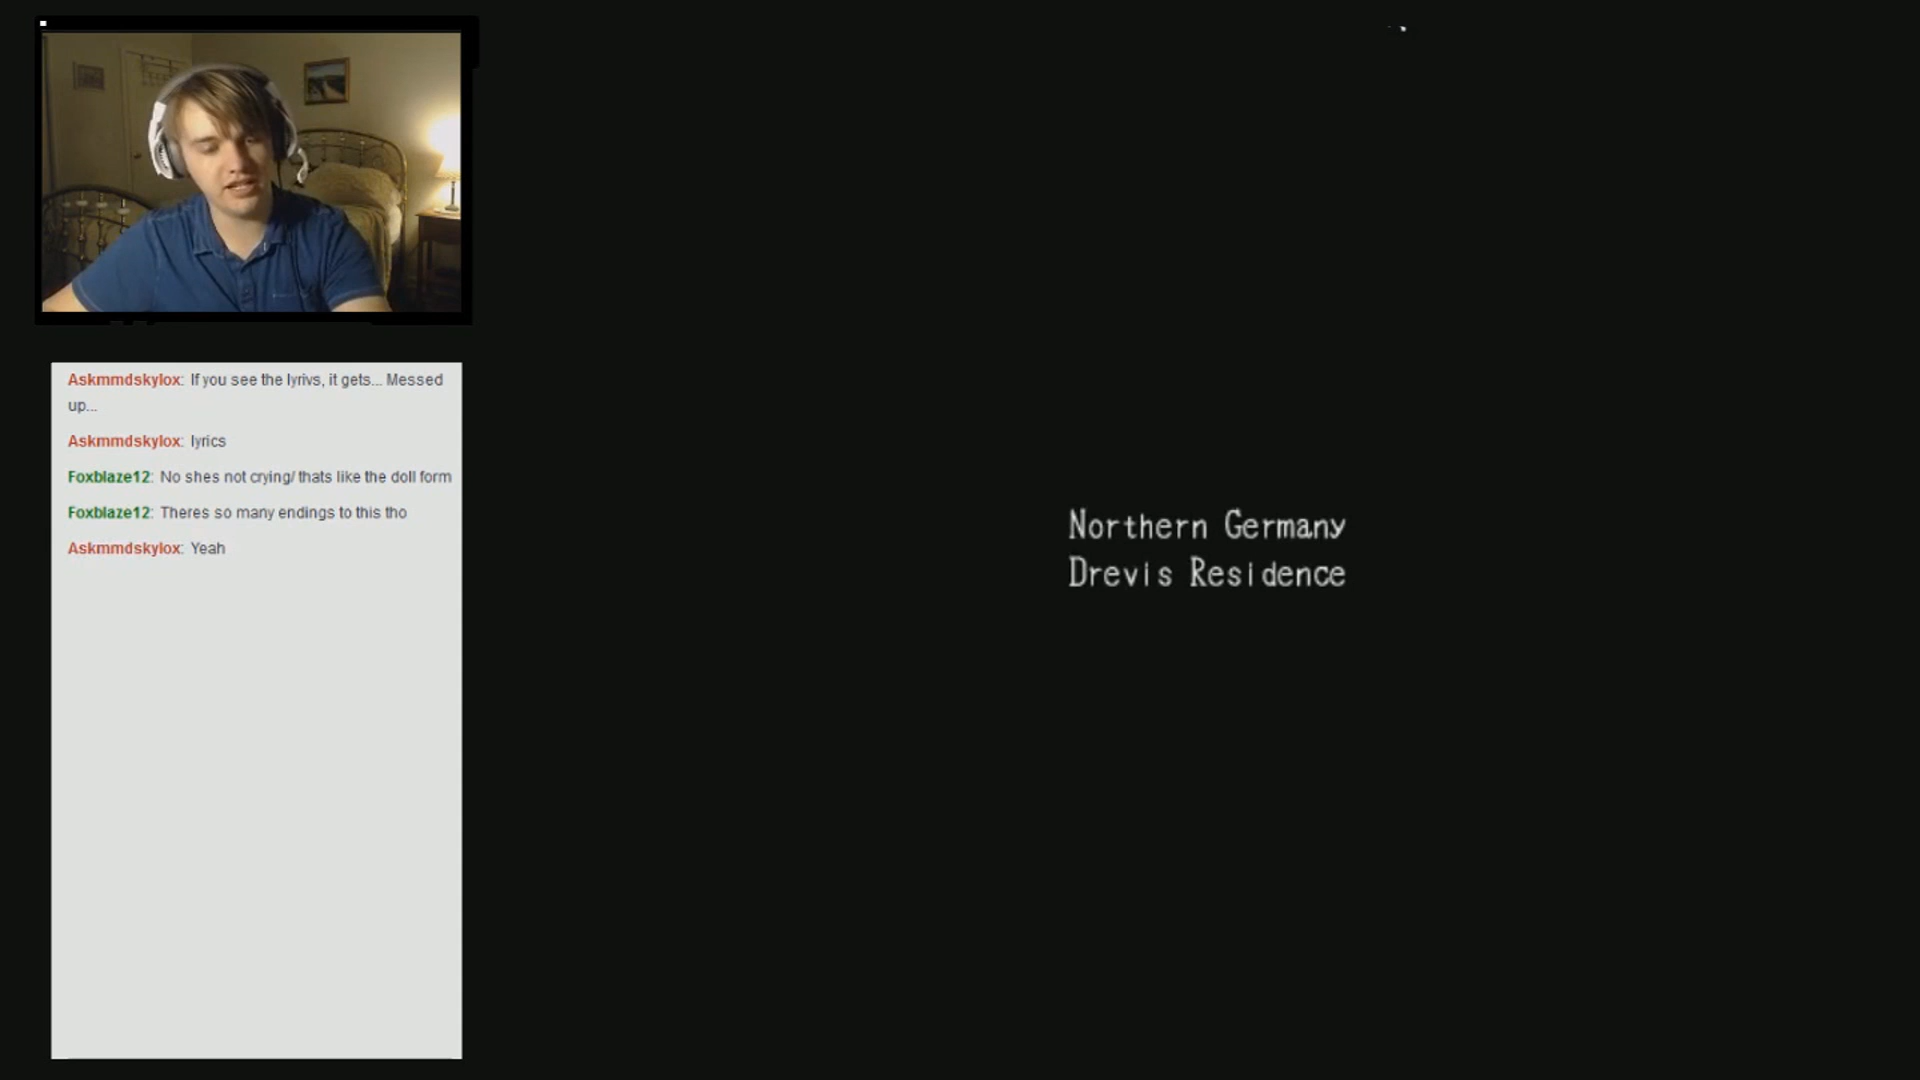 Askmmdskylox: If you see the lyrivs, it gets... Messed
up...
Askmmdskylox: lyrics
Foxblaze12: No shes not crying/ thats like the doll form
Foxblaze12: Theres so many endings to this tho
Askmmdskylox: Yeah
Northern Germany
Drevis Residence